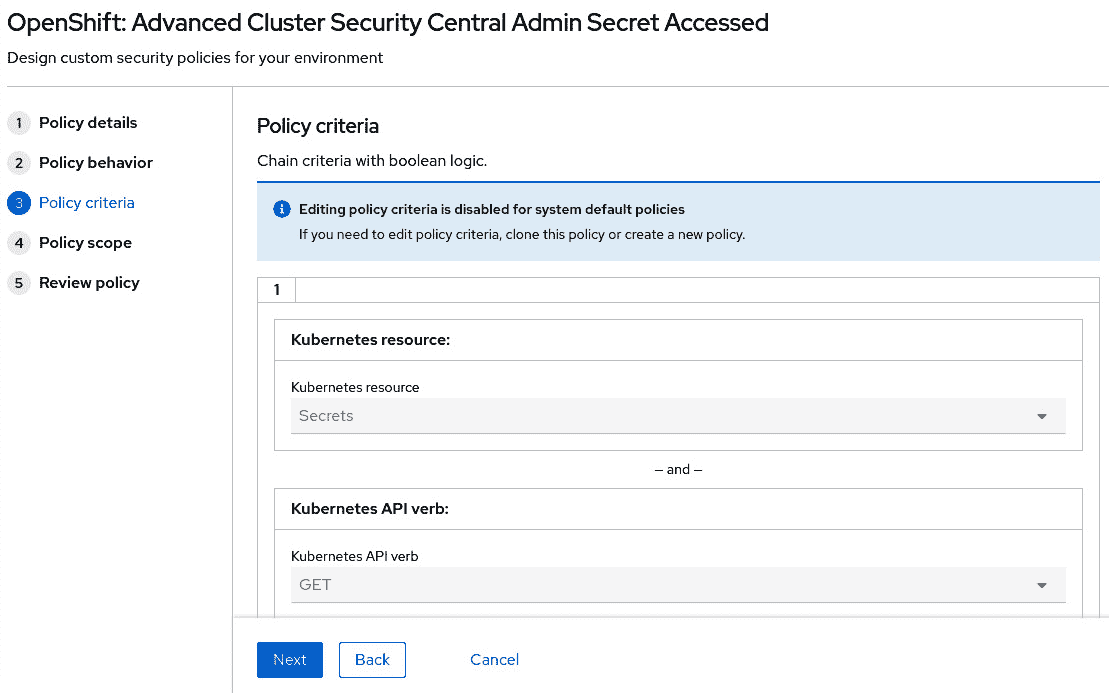 OpenShift: Advanced Cluster Security Central Admin Secret Accessed
Design custom security policies for your environment
1 Policy details
2 Policy behavior
3 Policy criteria
4 Policy scope
5 Review policy
Policy criteria
Chain criteria with boolean logic.
Editing policy criteria is disabled for system default policies
If you need to edit policy criteria, clone this policy or create a new policy.
1
Kubernetes resource:
Kubernetes resource
Secrets
— and —
Kubernetes API verb:
Kubernetes API verb
GET
Next Back Cancel